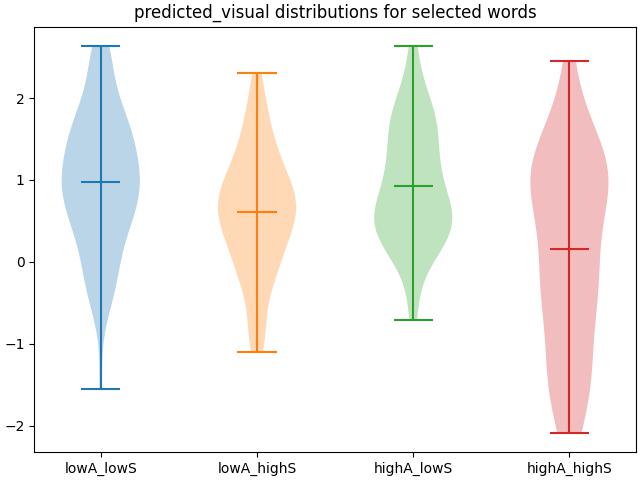 predicted_visual distributions for selected words
2
1
0
−1
−2
lowA_lowS lowA_highS highA_lowS highA_highS